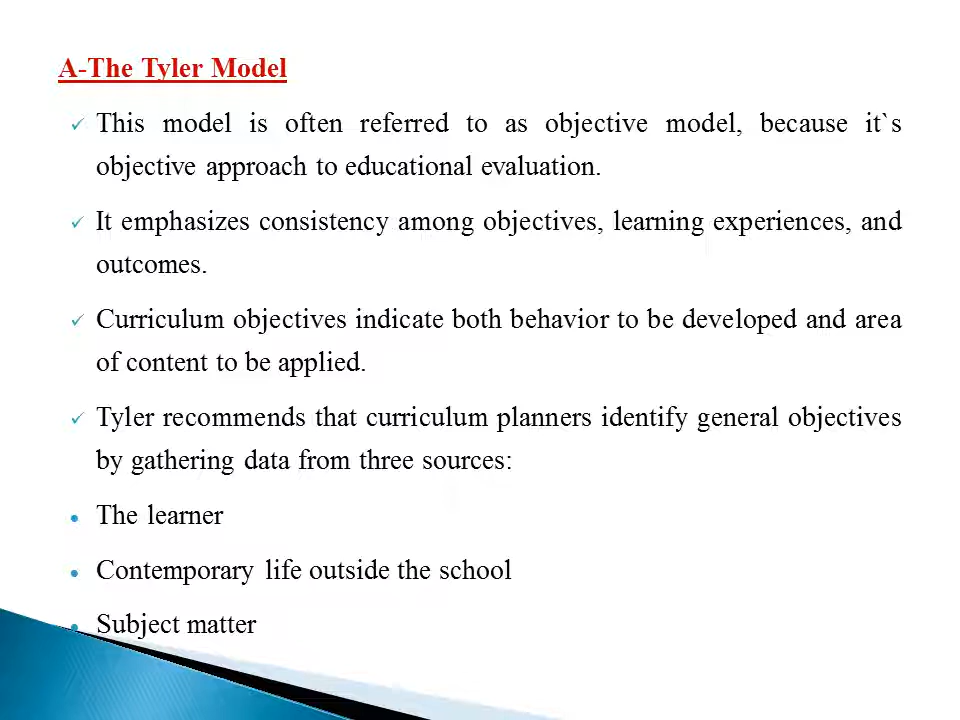 A-The Tyler Model
✓ This model is often referred to as objective model, because it`s
objective approach to educational evaluation.
✓ It emphasizes consistency among objectives, learning experiences, and
outcomes.
✓ Curriculum objectives indicate both behavior to be developed and area
of content to be applied.
✓ Tyler recommends that curriculum planners identify general objectives
by gathering data from three sources:
• The learner
• Contemporary life outside the school
• Subject matter